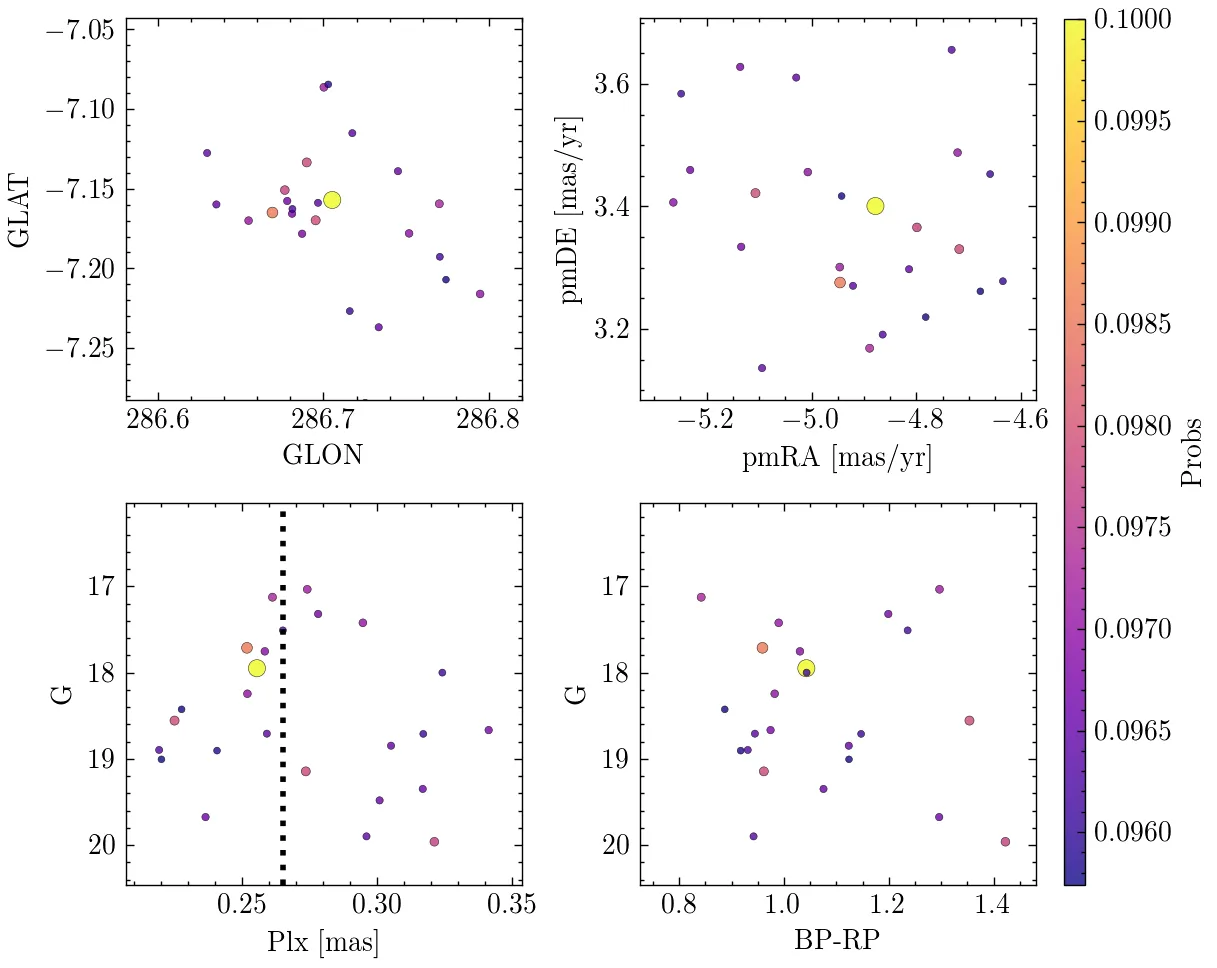 −7.05
−7.10
−7.15
−7.20
−7.25
GLAT
286.6 286.7 286.8
GLON
3.6
3.4
3.2
pmDE [mas/yr]
−5.2 −5.0 −4.8 −4.6
pmRA [mas/yr]
17
18
19
20
G
0.25 0.30 0.35
Plx [mas]
17
18
19
20
G
0.8 1.0 1.2 1.4
BP-RP
0.1000
0.0995
0.0990
0.0985
0.0980
0.0975
0.0970
0.0965
0.0960
Probs